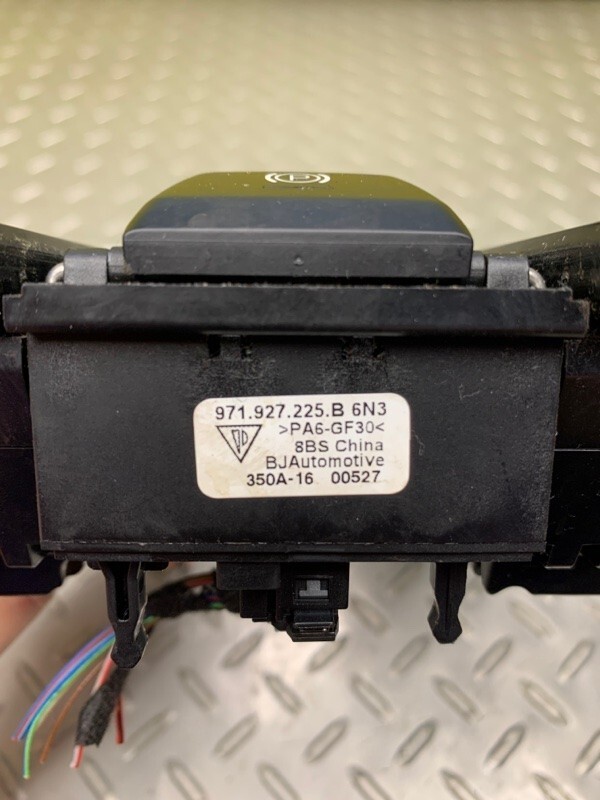 P
971.927.225.B 6N3
>PA6-GF30<
8BS China
BJAutomotive
350A-16 00527